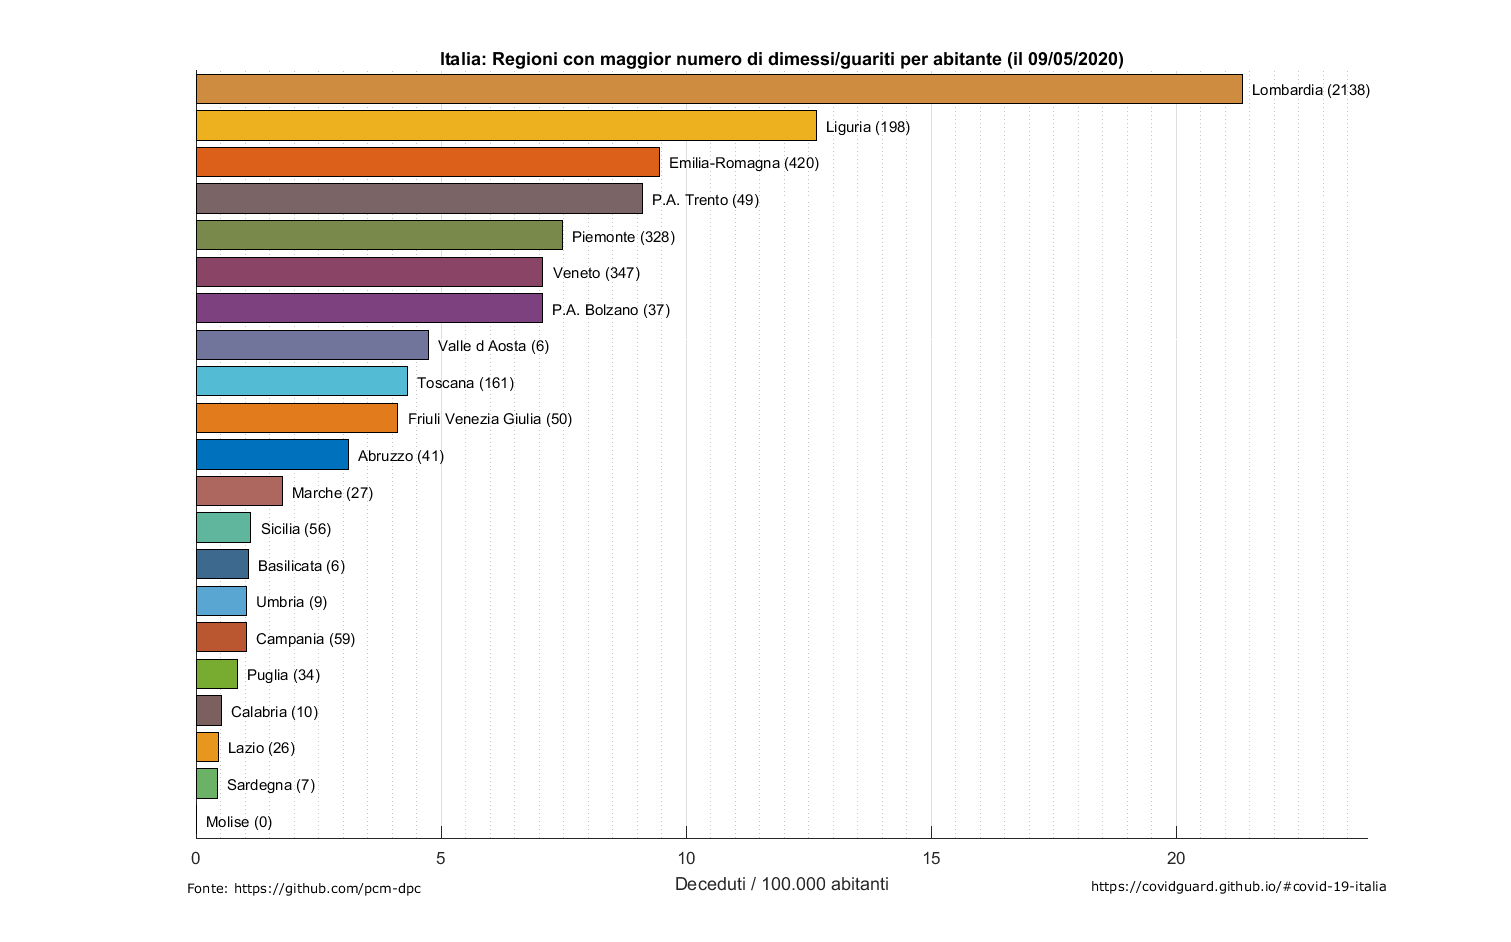 Italia: Regioni con maggior numero di dimessi/guariti per abitante (il 09/05/2020)
Lombardia (2138)
Liguria (198)
Emilia-Romagna (420)
P.A. Trento (49)
Piemonte (328)
Veneto (347)
P.A. Bolzano (37)
Valle d Aosta (6)
Toscana (161)
Friuli Venezia Giulia (50)
Abruzzo (41)
Marche (27)
Sicilia (56)
Basilicata (6)
Umbria (9)
Campania (59)
Puglia (34)
Calabria (10)
Lazio (26)
Sardegna (7)
Molise (0)
0 5 10 15 20
Deceduti / 100.000 abitanti
Fonte: https://github.com/pcm-dpc
https://covidguard.github.io/#covid-19-italia